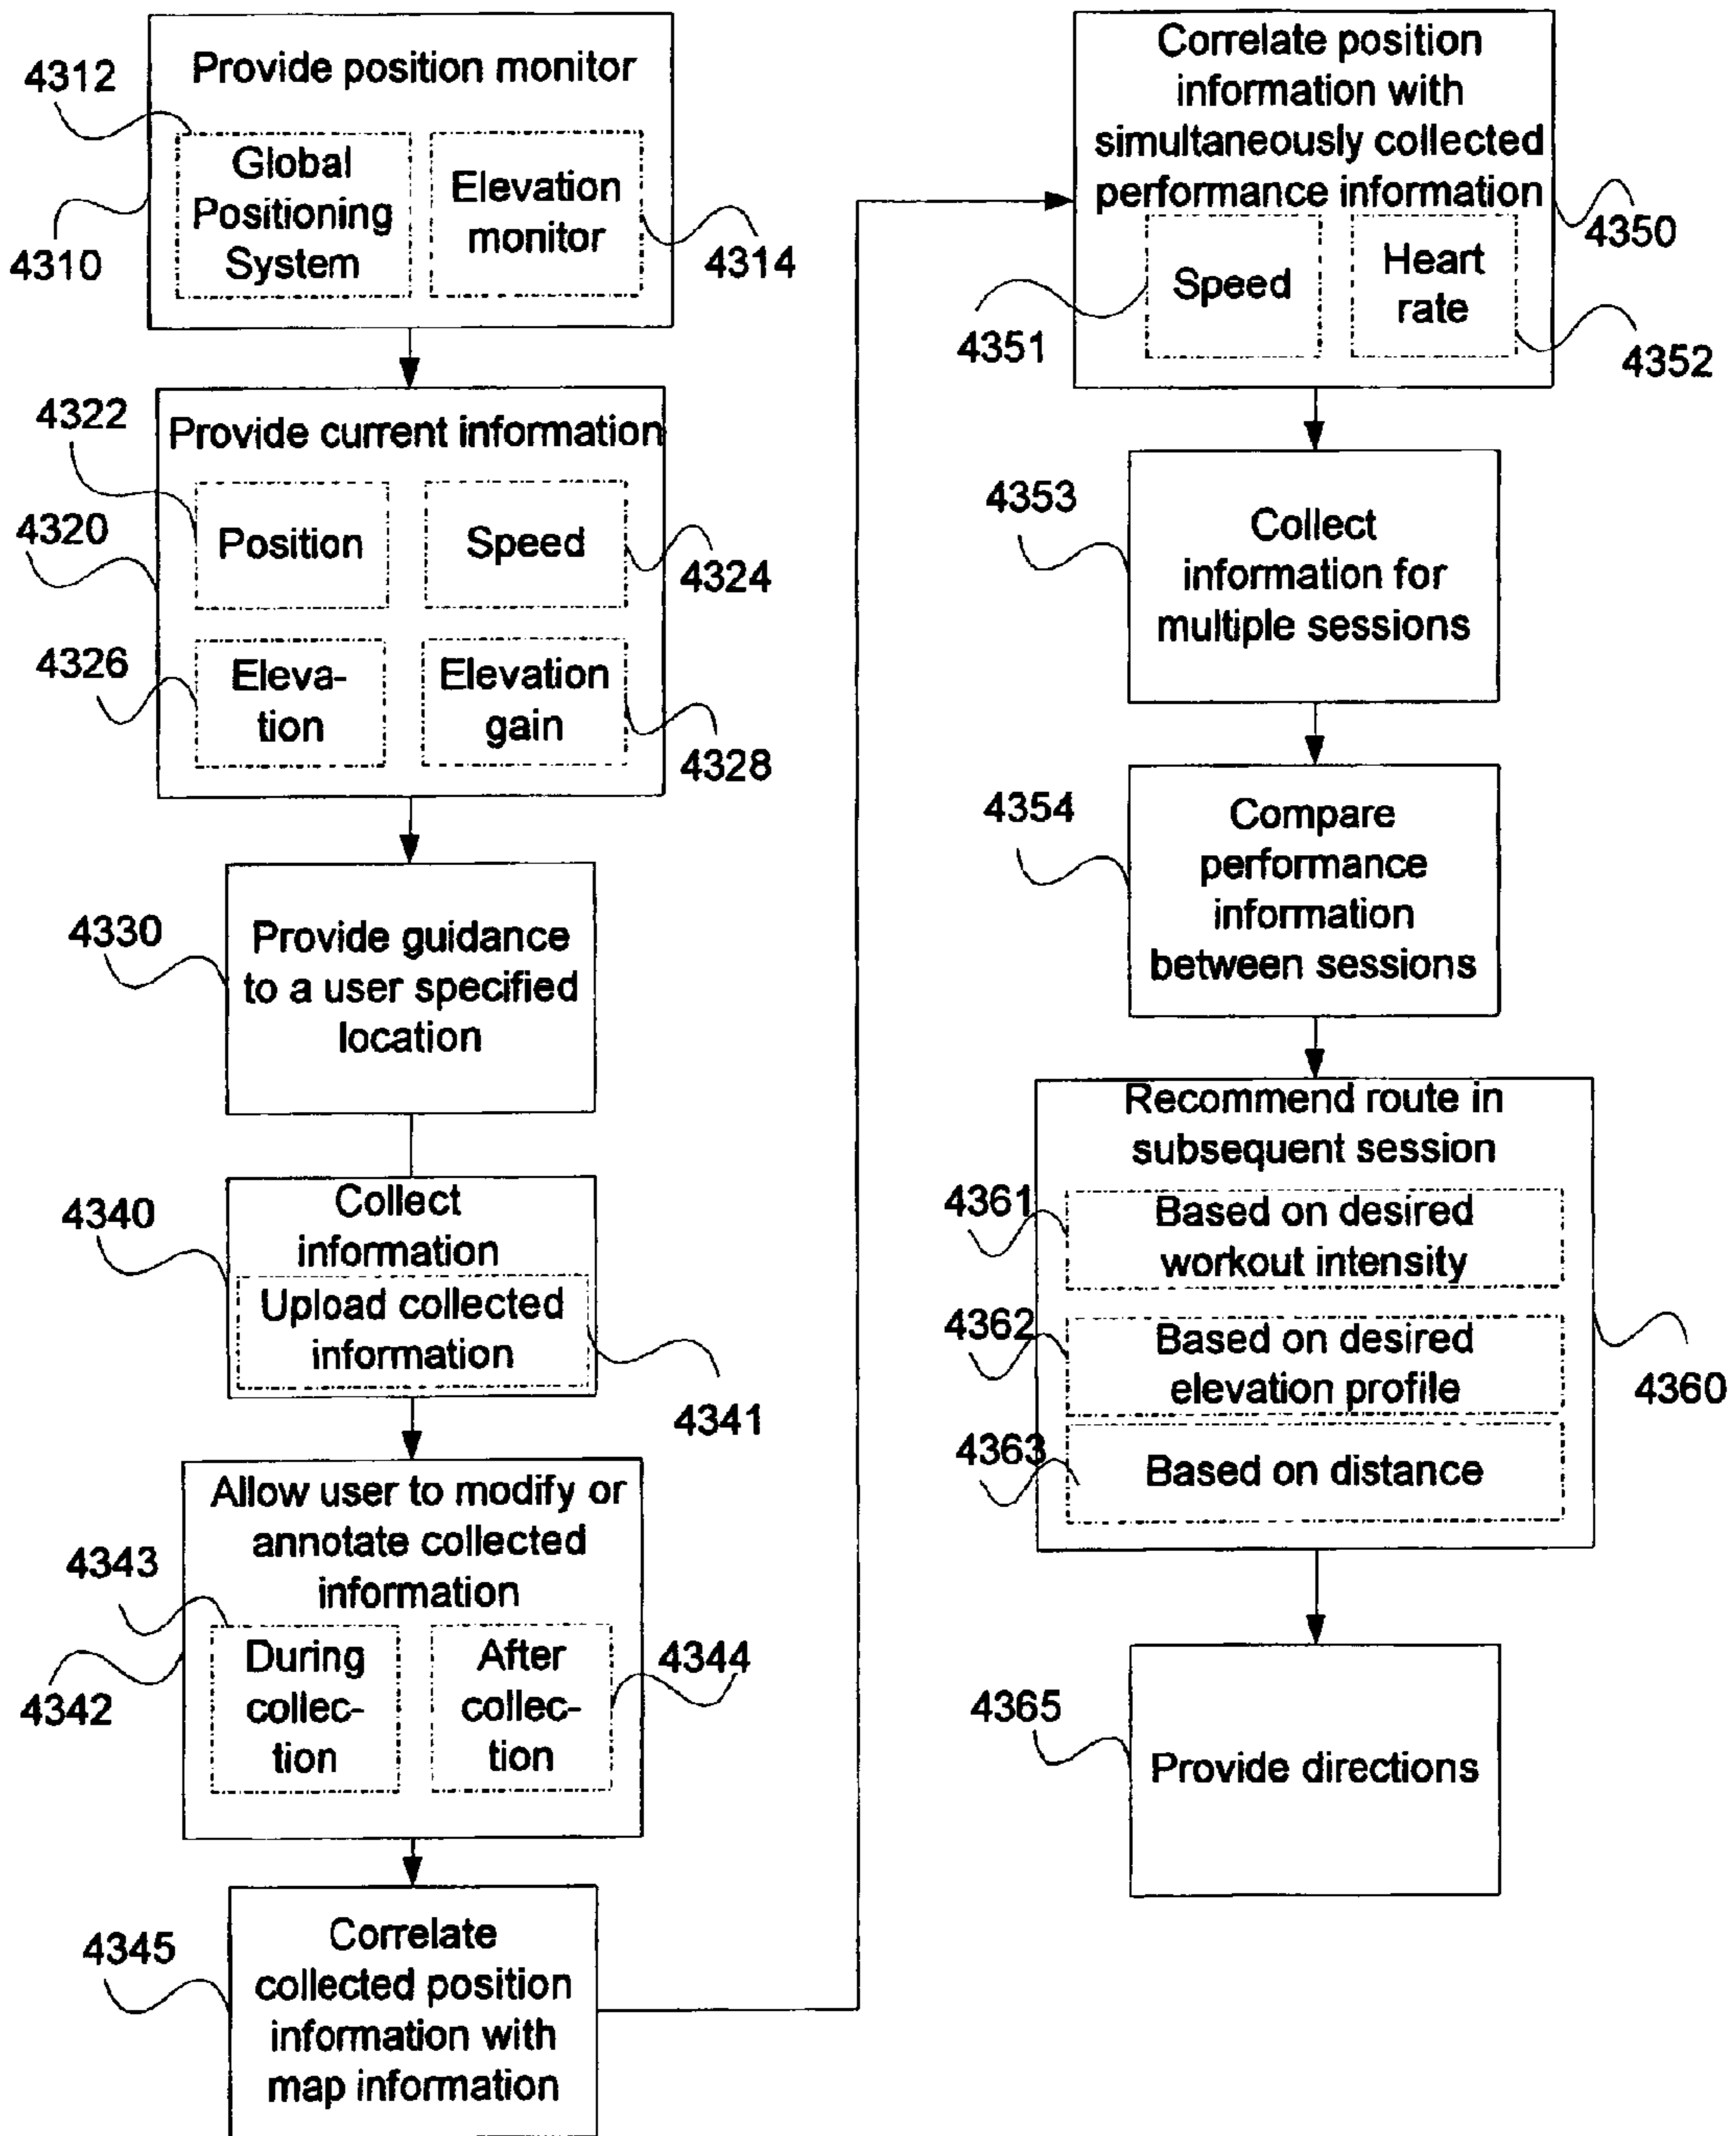 Provide position monitor
4312
Global
Positioning
System
Elevation
monitor
4310
4314
Provide current information
4322
4320
Position
Speed
4324
4326
Eleva-
tion
Elevation
gain
4328
4330
Provide guidance
to a user specified
location
4340
Collect
information
Upload collected
information
4341
Allow user to modify or
annotate collected
information
4343
4342
During
collec-
tion
After
collec-
tion
4344
4345
Correlate
collected position
information with
map information
Correlate position
information with
simultaneously collected
performance information
4350
4351
Speed
Heart
rate
4352
4353
Collect
information for
multiple sessions
4354
Compare
performance
information
between sessions
Recommend route in
subsequent session
4361
Based on desired
workout intensity
4362
Based on desired
elevation profile
4360
4363
Based on distance
4365
Provide directions